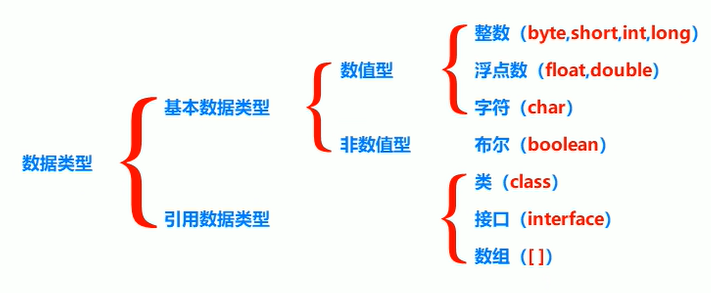 整数（byte,short,int,long）
数值型
浮点数（float,double）
基本数据类型
字符（char）
非数值型
布尔（boolean）
数据类型
类（class）
引用数据类型
接口（interface）
数组（[ ]）